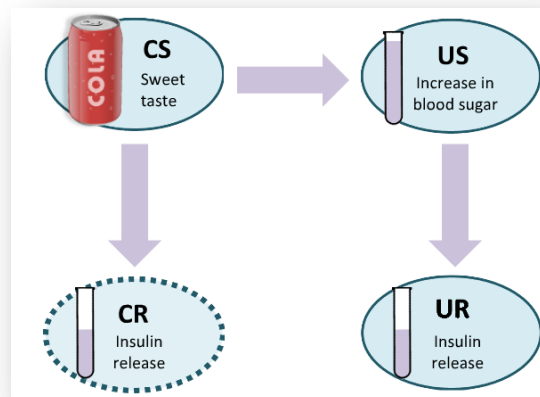 COLA
CS
Sweet
taste
US
Increase in
blood sugar
CR
Insulin
release
UR
Insulin
release